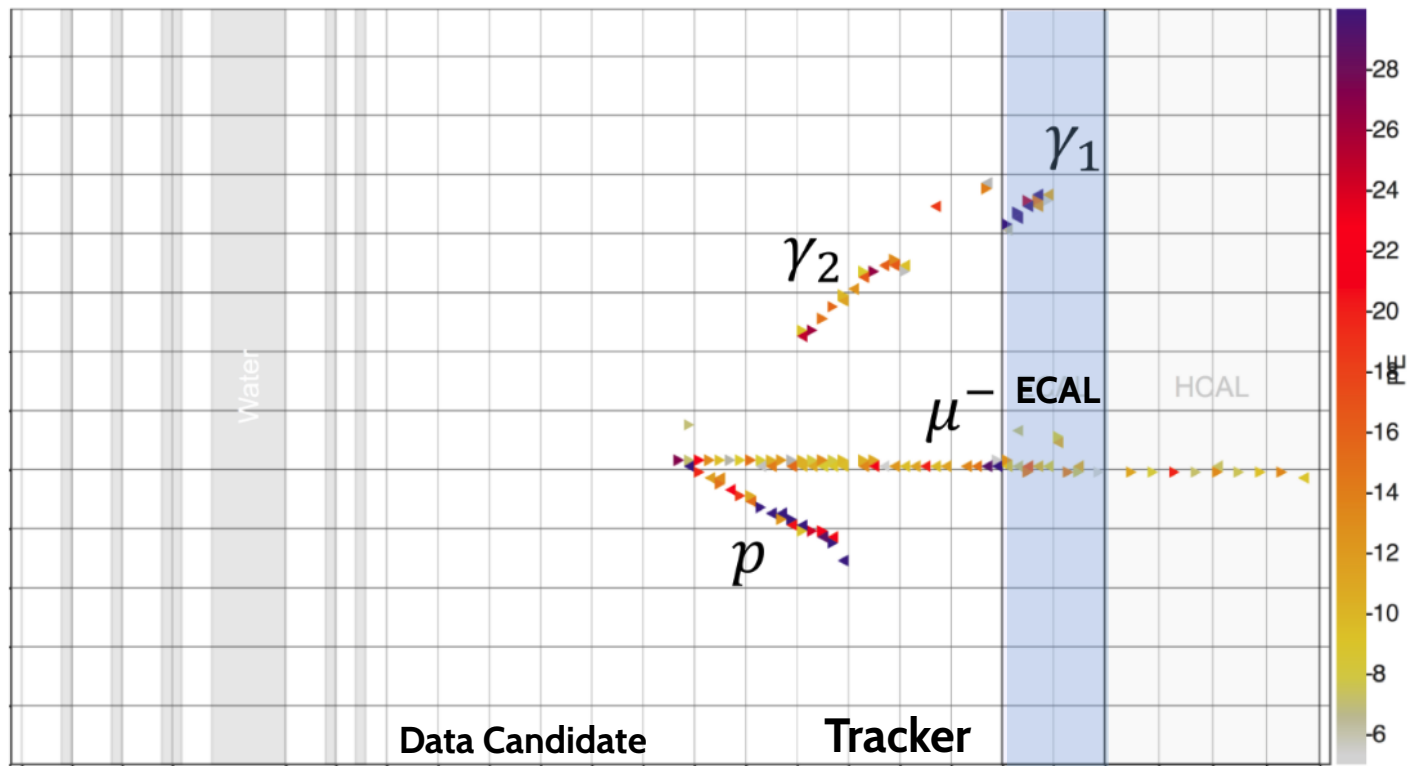 28
26
24
22
20
18
16
14
12
10
8
6
PE
γ₁
γ₂
Water
μ⁻
ECAL
HCAL
p
Data Candidate
Tracker